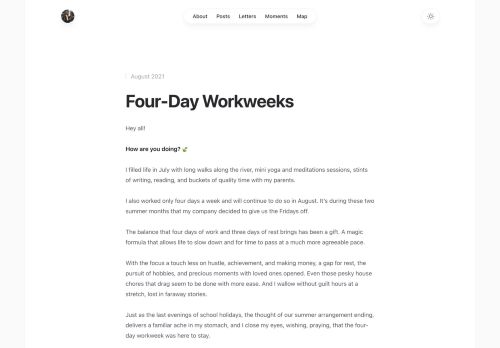 About Posts Letters Moments Map
August 2021
Four-Day Workweeks
Hey all!
How are you doing?
I filled life in July with long walks along the river, mini yoga and meditations sessions, stints
of writing, reading, and buckets of quality time with my parents.
I also worked only four days a week and will continue to do so in August. It's during these two
summer months that my company decided to give us the Fridays off.
The balance that four days of work and three days of rest brings has been a gift. A magic
formula that allows life to slow down and for time to pass at a much more agreeable pace.
With the focus a touch less on hustle, achievement, and making money, a gap for rest, the
pursuit of hobbies, and precious moments with loved ones opened. Even those pesky house
chores that drag seem to be done with more ease. And I wallow without guilt hours at a
stretch, lost in faraway stories.
Just as the last evenings of school holidays, the thought of our summer arrangement ending,
delivers a familiar ache in my stomach, and I close my eyes, wishing, praying, that the four-
day workweek was here to stay.